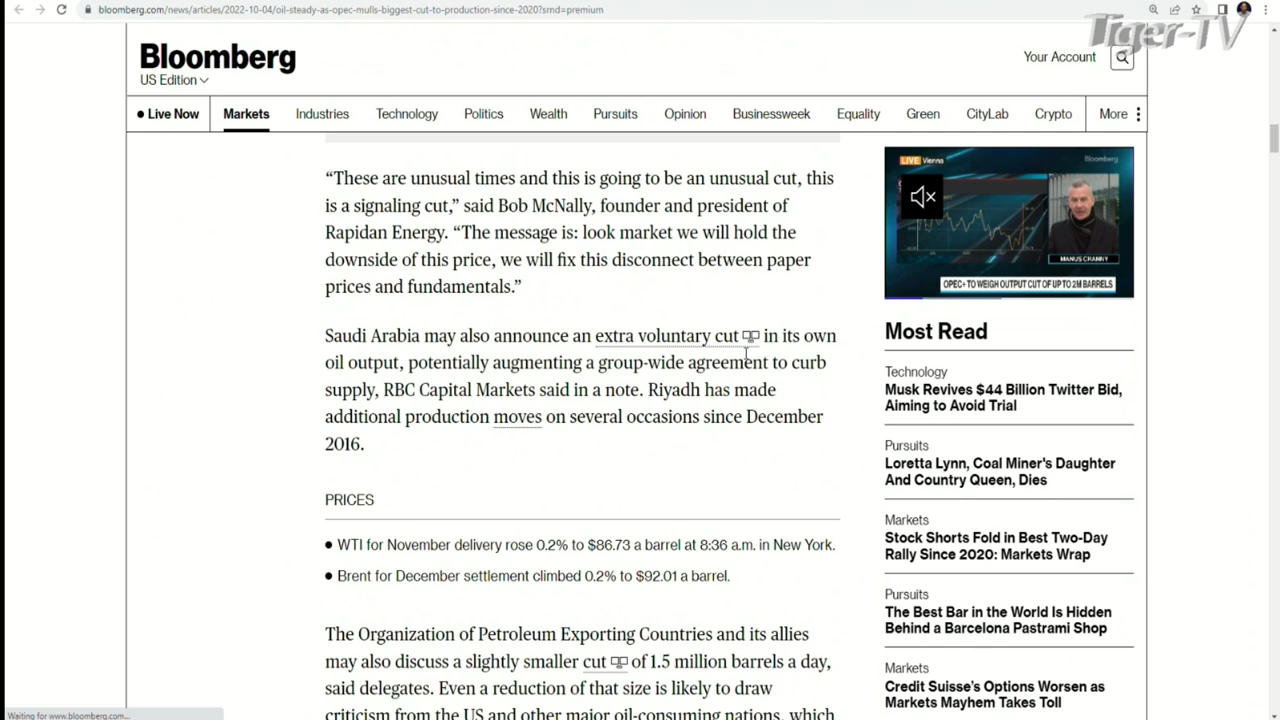 bloomberg.com/news/articles/2022-10-04/oil-steady-as-opec-mulls-biggest-cut-to-production-since-2020?srnd=premium
Tiger-TV
Bloomberg
US Edition
Your Account
Live Now
Markets
Industries
Technology
Politics
Wealth
Pursuits
Opinion
Businessweek
Equality
Green
CityLab
Crypto
More
“These are unusual times and this is going to be an unusual cut, this
is a signaling cut,” said Bob McNally, founder and president of
Rapidan Energy. “The message is: look market we will hold the
downside of this price, we will fix this disconnect between paper
prices and fundamentals.”
Saudi Arabia may also announce an extra voluntary cut in its own
oil output, potentially augmenting a group-wide agreement to curb
supply, RBC Capital Markets said in a note. Riyadh has made
additional production moves on several occasions since December
2016.
PRICES
• WTI for November delivery rose 0.2% to $86.73 a barrel at 8:36 a.m. in New York.
• Brent for December settlement climbed 0.2% to $92.01 a barrel.
The Organization of Petroleum Exporting Countries and its allies
may also discuss a slightly smaller cut of 1.5 million barrels a day,
said delegates. Even a reduction of that size is likely to draw
criticism from the US and other major oil-consuming nations, which
LIVE Vienna
Bloomberg
MANUS CRANNY
OPEC+ TO WEIGH OUTPUT CUT OF UP TO 2M BARRELS
Most Read
Technology
Musk Revives $44 Billion Twitter Bid,
Aiming to Avoid Trial
Pursuits
Loretta Lynn, Coal Miner's Daughter
And Country Queen, Dies
Markets
Stock Shorts Fold in Best Two-Day
Rally Since 2020: Markets Wrap
Pursuits
The Best Bar in the World Is Hidden
Behind a Barcelona Pastrami Shop
Markets
Credit Suisse's Options Worsen as
Markets Mayhem Takes Toll
Waiting for www.bloomberg.com...